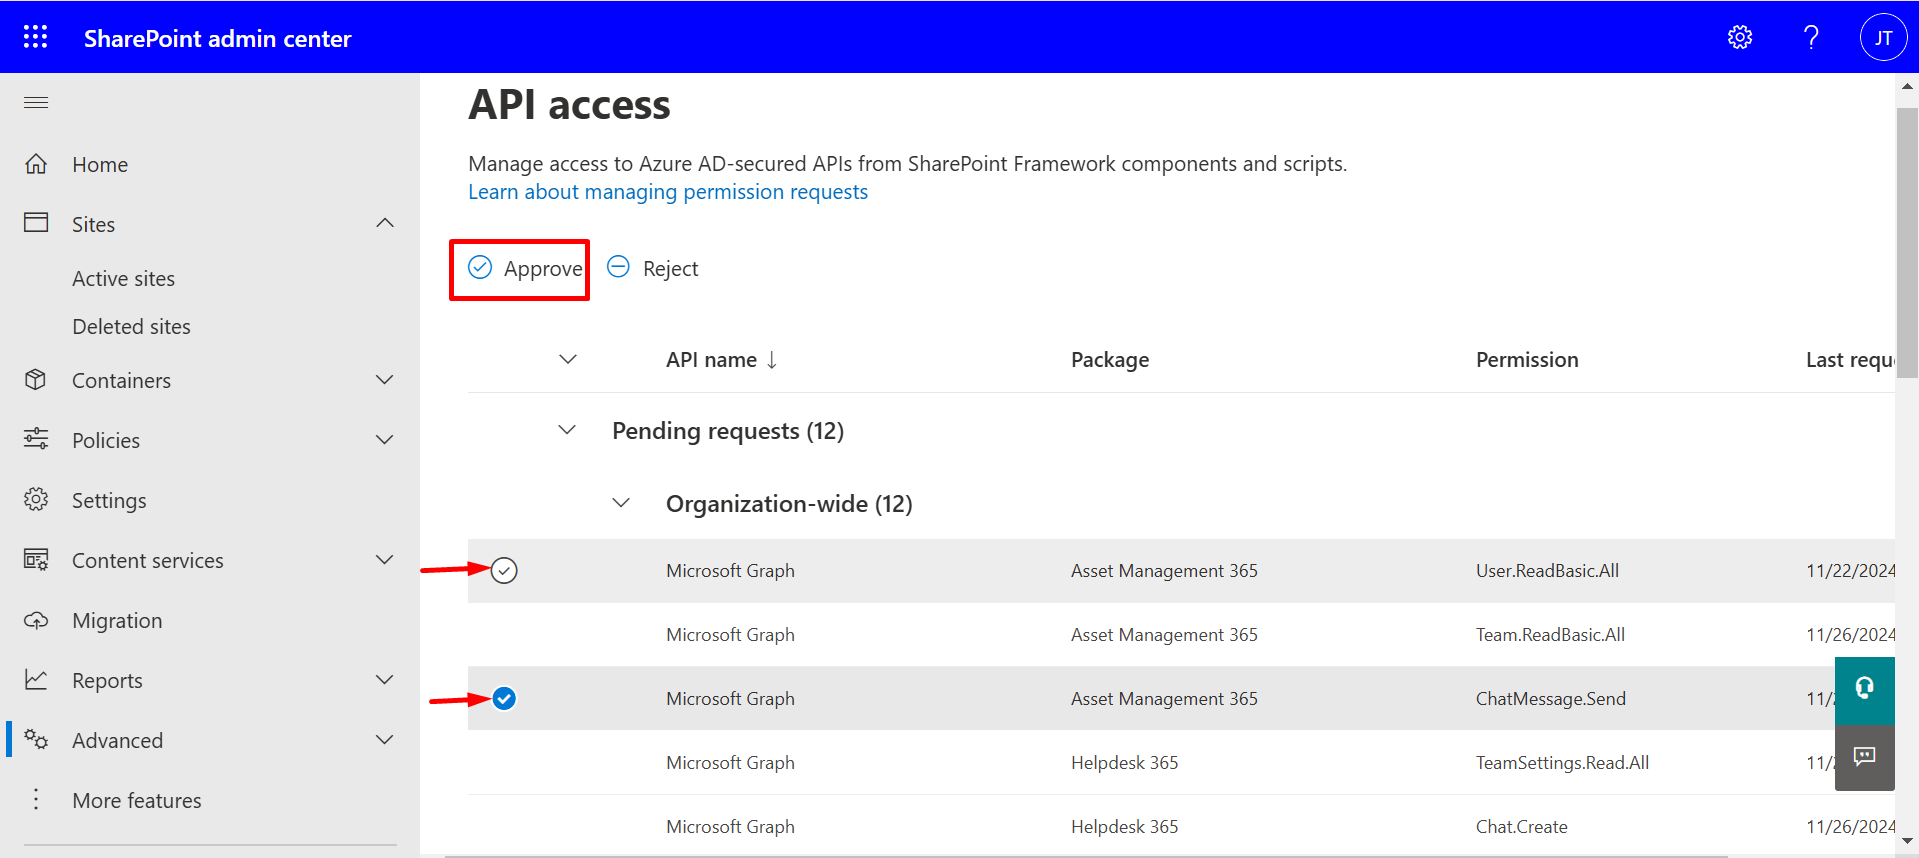 SharePoint admin center
JT
Home
Sites
Active sites
Deleted sites
Containers
Policies
Settings
Content services
Migration
Reports
Advanced
More features
API access
Manage access to Azure AD-secured APIs from SharePoint Framework components and scripts.
Learn about managing permission requests
Approve Reject
API name ↓ Package Permission Last reque
Pending requests (12)
Organization-wide (12)
Microsoft Graph Asset Management 365 User.ReadBasic.All 11/22/2024
Microsoft Graph Asset Management 365 Team.ReadBasic.All 11/26/2024
Microsoft Graph Asset Management 365 ChatMessage.Send 11/
Microsoft Graph Helpdesk 365 TeamSettings.Read.All 11/
Microsoft Graph Helpdesk 365 Chat.Create 11/26/2024